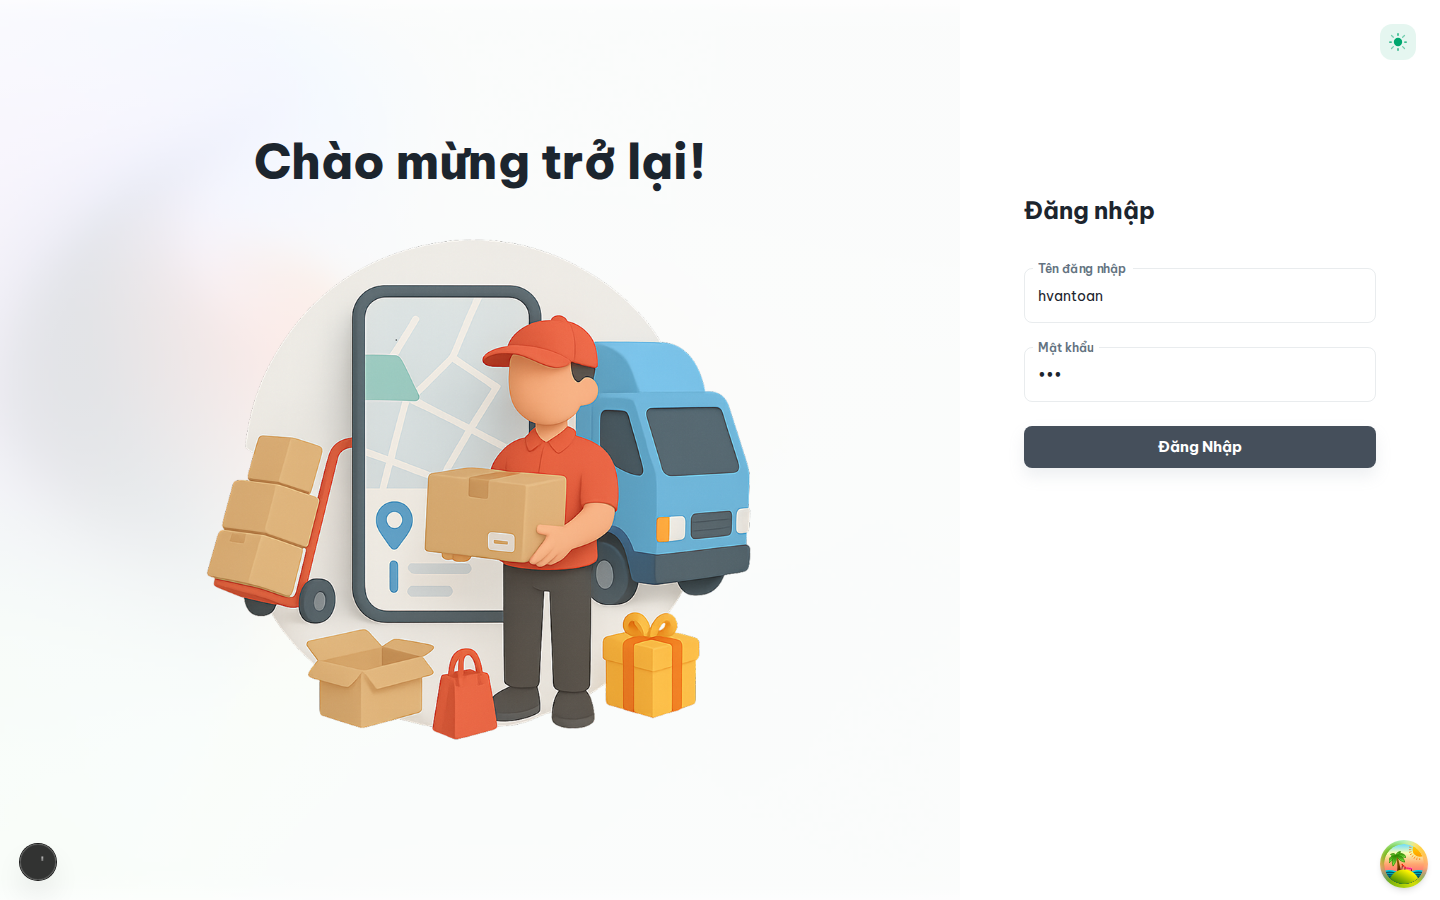 Chào mừng trở lại!
Đăng nhập
Tên đăng nhập
hvantoan
Mật khẩu
•••
Đăng Nhập